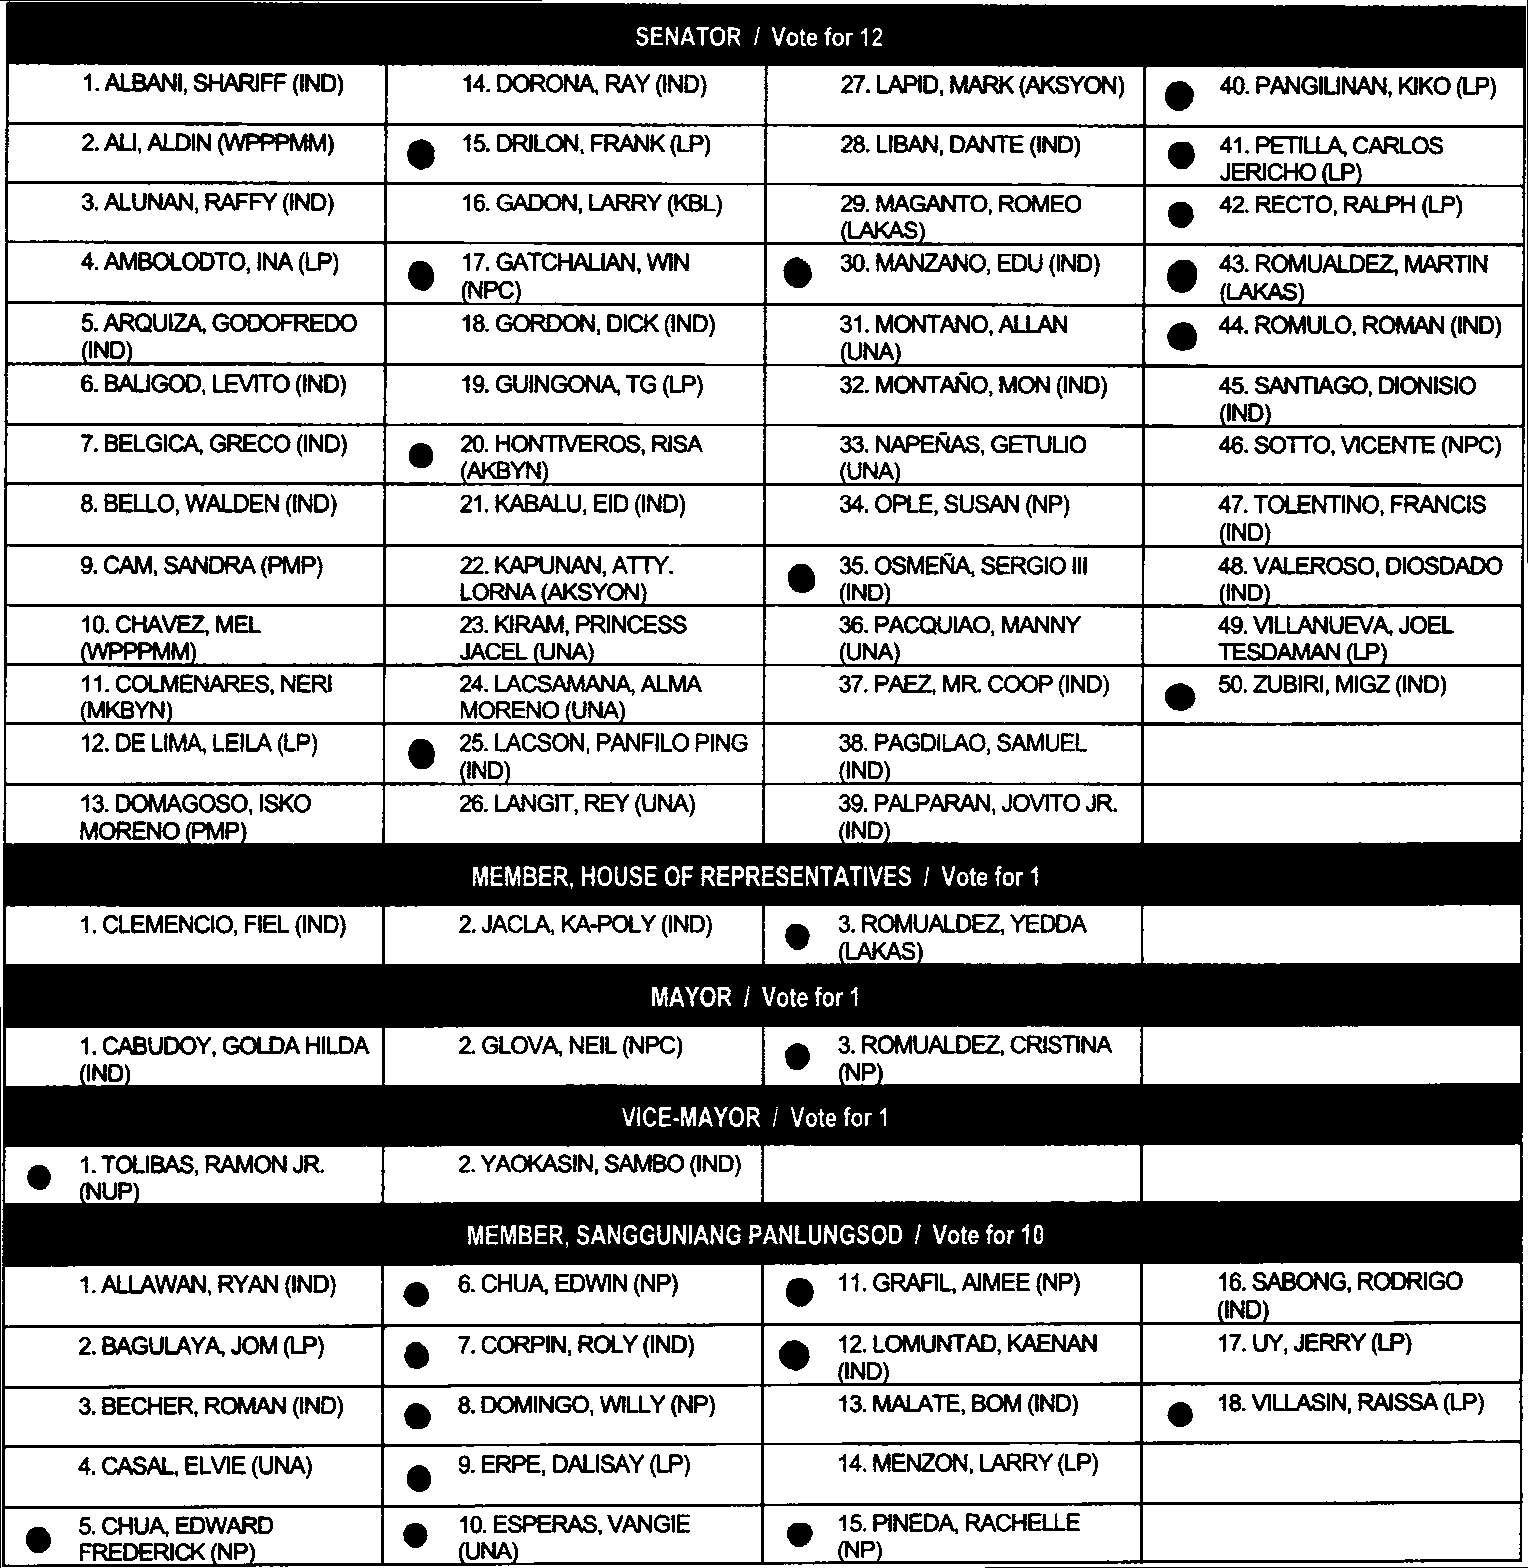 SENATOR / Vote for 12
1. ALBANI, SHARIFF (IND)
14. DORONA, RAY (IND)
27. LAPID, MARK (AKSYON)
40. PANGILINAN, KIKO (LP)
2. ALI, ALDIN (WPPPMM)
15. DRILON, FRANK (LP)
28. LIBAN, DANTE (IND)
41. PETILLA, CARLOS
JERICHO (LP)
3. ALUNAN, RAFFY (IND)
16. GADON, LARRY (KBL)
29. MAGANTO, ROMEO
(LAKAS)
42. RECTO, RALPH (LP)
4. AMBOLODTO, INA (LP)
17. GATCHALIAN, WIN
(NPC)
30. MANZANO, EDU (IND)
43. ROMUALDEZ, MARTIN
(LAKAS)
5. ARQUIZA, GODOFREDO
(IND)
18. GORDON, DICK (IND)
31. MONTANO, ALLAN
(UNA)
44. ROMULO, ROMAN (IND)
6. BALIGOD, LEVITO (IND)
19. GUINGONA, TG (LP)
32. MONTAÑO, MON (IND)
45. SANTIAGO, DIONISIO
(IND)
7. BELGICA, GRECO (IND)
20. HONTIVEROS, RISA
(AKBYN)
33. NAPEÑAS, GETULIO
(UNA)
46. SOTTO, VICENTE (NPC)
8. BELLO, WALDEN (IND)
21. KABALU, EID (IND)
34. OPLE, SUSAN (NP)
47. TOLENTINO, FRANCIS
(IND)
9. CAM, SANDRA (PMP)
22. KAPUNAN, ATTY.
LORNA (AKSYON)
35. OSMEÑA, SERGIO III
(IND)
48. VALEROSO, DIOSDADO
(IND)
10. CHAVEZ, MEL
(WPPPMM)
23. KIRAM, PRINCESS
JACEL (UNA)
36. PACQUIAO, MANNY
(UNA)
49. VILLANUEVA, JOEL
TESDAMAN (LP)
11. COLMENARES, NERI
(MKBYN)
24. LACSAMANA, ALMA
MORENO (UNA)
37. PAEZ, MR. COOP (IND)
50. ZUBIRI, MIGZ (IND)
12. DE LIMA, LEILA (LP)
25. LACSON, PANFILO PING
(IND)
38. PAGDILAO, SAMUEL
(IND)
13. DOMAGOSO, ISKO
MORENO (PMP)
26. LANGIT, REY (UNA)
39. PALPARAN, JOVITO JR.
(IND)
MEMBER, HOUSE OF REPRESENTATIVES / Vote for 1
1. CLEMENCIO, FIEL (IND)
2. JACLA, KA-POLY (IND)
3. ROMUALDEZ, YEDDA
(LAKAS)
MAYOR / Vote for 1
1. CABUDOY, GOLDA HILDA
(IND)
2. GLOVA, NEIL (NPC)
3. ROMUALDEZ, CRISTINA
(NP)
VICE-MAYOR / Vote for 1
1. TOLIBAS, RAMON JR.
(NUP)
2. YAOKASIN, SAMBO (IND)
MEMBER, SANGGUNIANG PANLUNGSOD / Vote for 10
1. ALLAWAN, RYAN (IND)
6. CHUA, EDWIN (NP)
11. GRAFIL, AIMEE (NP)
16. SABONG, RODRIGO
(IND)
2. BAGULAYA, JOM (LP)
7. CORPIN, ROLY (IND)
12. LOMUNTAD, KAENAN
(IND)
17. UY, JERRY (LP)
3. BECHER, ROMAN (IND)
8. DOMINGO, WILLY (NP)
13. MALATE, BOM (IND)
18. VILLASIN, RAISSA (LP)
4. CASAL, ELVIE (UNA)
9. ERPE, DALISAY (LP)
14. MENZON, LARRY (LP)
5. CHUA, EDWARD
FREDERICK (NP)
10. ESPERAS, VANGIE
(UNA)
15. PINEDA, RACHELLE
(NP)